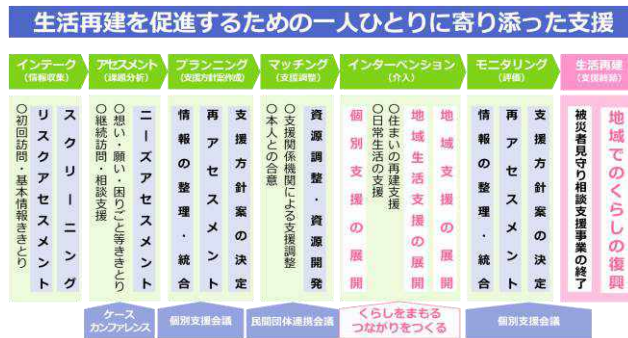 生活再建を促進するための一人ひとりに寄り添った支援
インテーク
(情報収集)
アセスメント
(課題分析)
プランニング
(支援方針案作成)
マッチング
(支援調整)
インターベンション
(介入)
モニタリング
(評価)
生活再建
(支援終結)
スクリーニング
リスクアセスメント
○初回訪問・基本情報ききとり
ニーズアセスメント
○想い・願い・困りごと等ききとり
○継続訪問・相談支援
支援方針案の決定
再アセスメント
情報の整理・統合
資源調整・資源開発
○支援関係機関による支援調整
○本人との合意
地域支援の展開
地域生活支援の展開
○住まいの再建支援
○日常生活の支援
個別支援の展開
支援方針案の決定
再アセスメント
情報の整理・統合
地域でのくらしの復興
被災者見守り相談支援事業の終了
ケース
カンファレンス
個別支援会議
民間団体連携会議
くらしをまもる
つながりをつくる
個別支援会議